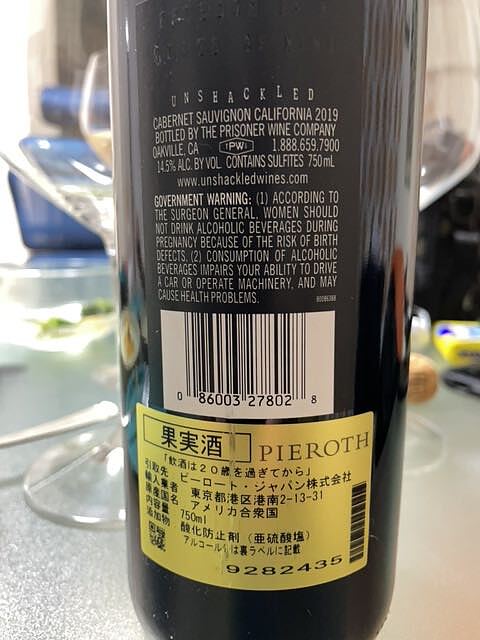 UNSHACKLED
CABERNET SAUVIGNON CALIFORNIA 2019
BOTTLED BY THE PRISONER WINE COMPANY
OAKVILLE, CA TPWC 1.888.659.7900
14.5% ALC. BY VOL CONTAINS SULFITES 750mL
www.unshackledwines.com
GOVERNMENT WARNING: (1) ACCORDING TO
THE SURGEON GENERAL, WOMEN SHOULD
NOT DRINK ALCOHOLIC BEVERAGES DURING
PREGNANCY BECAUSE OF THE RISK OF BIRTH
DEFECTS. (2) CONSUMPTION OF ALCOHOLIC
BEVERAGES IMPAIRS YOUR ABILITY TO DRIVE
A CAR OR OPERATE MACHINERY, AND MAY
CAUSE HEALTH PROBLEMS.
0 86003 27802 8
果実酒 PIEROTH
「飲酒は20歳を過ぎてから」
引取先 ピーロート・ジャパン株式会社
輸入業者 東京都港区港南2-13-31
原産国名 アメリカ合衆国
内容量 750ml
添加物 酸化防止剤(亜硫酸塩)
アルコール分は裏ラベルに記載
9282435